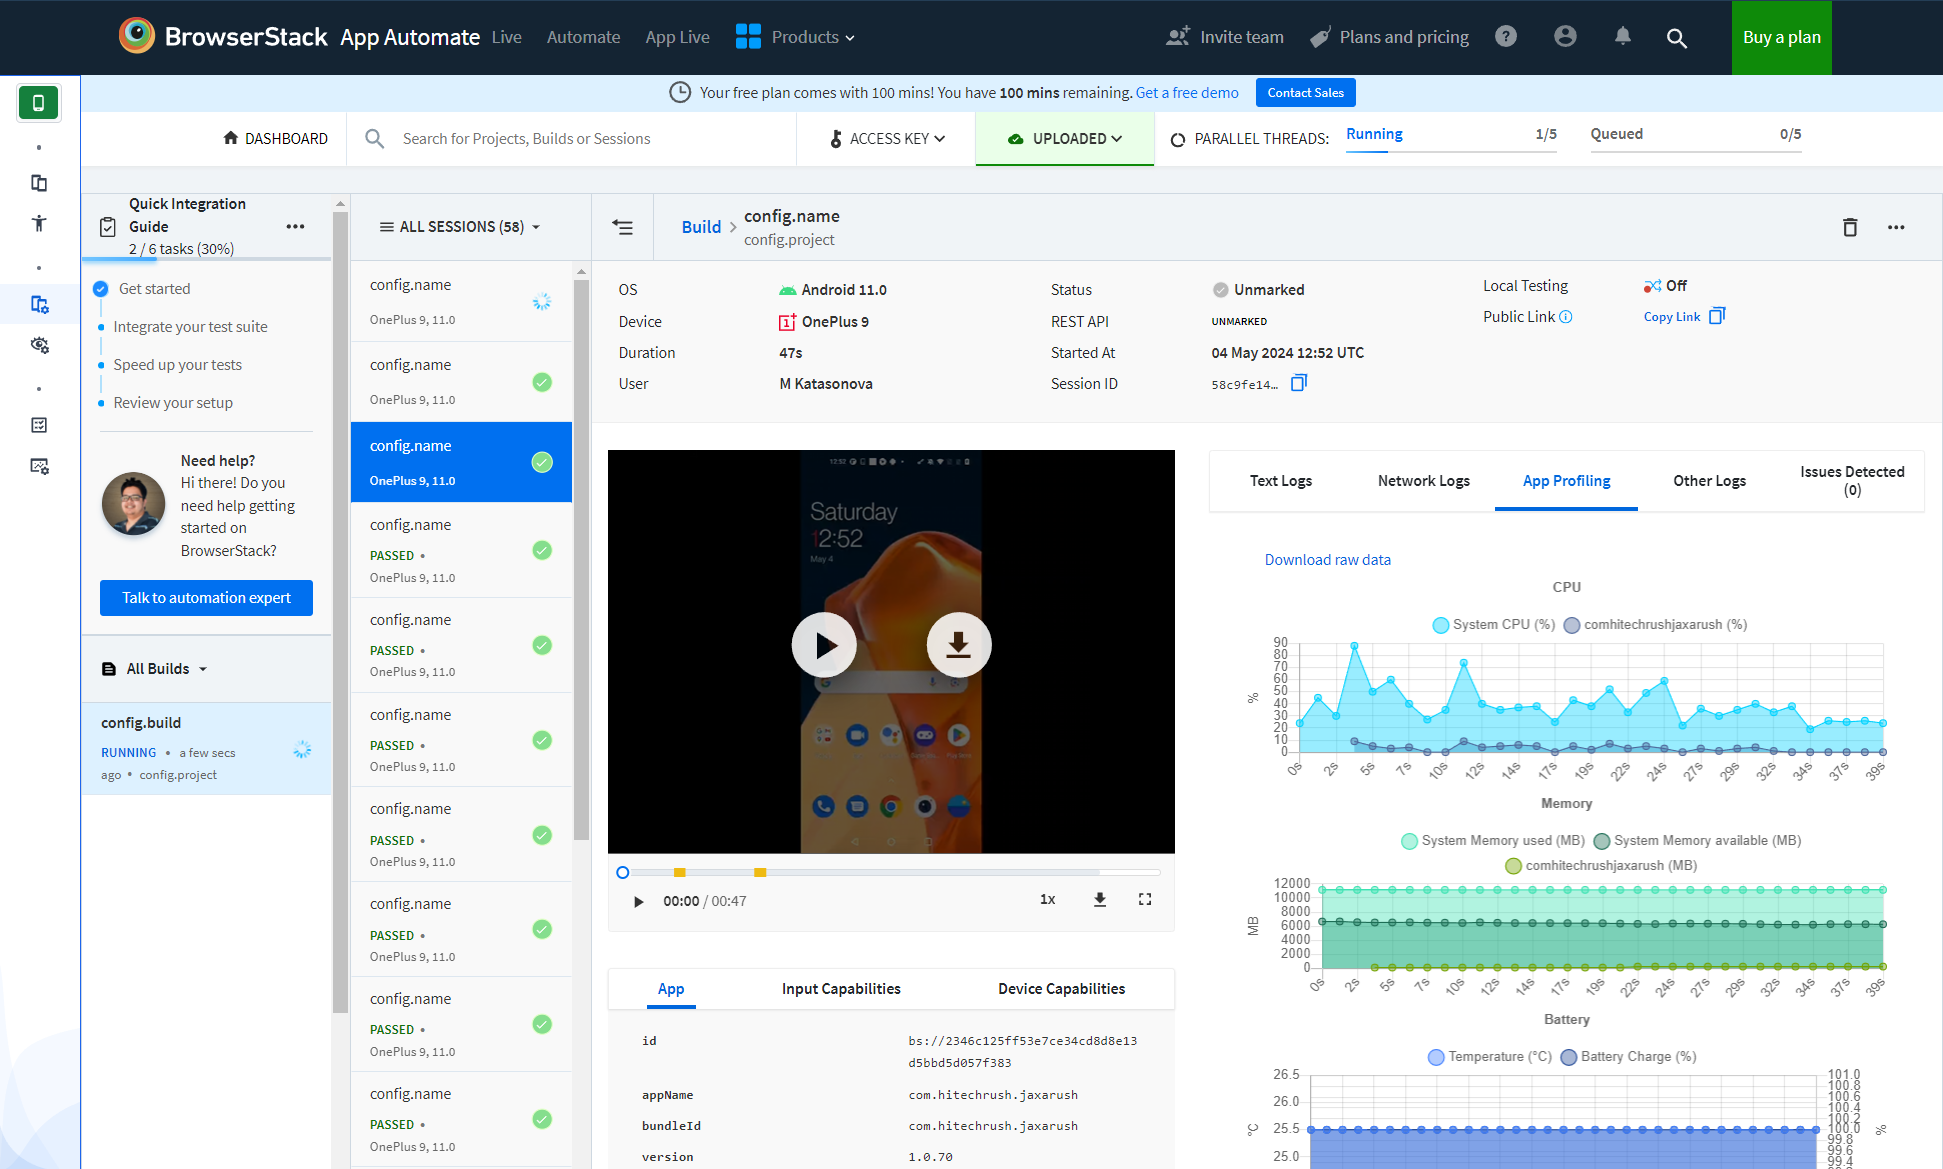 BrowserStack App Automate Live Automate App Live Products Invite team Plans and pricing ? Buy a plan
Your free plan comes with 100 mins! You have 100 mins remaining. Get a free demo Contact Sales
DASHBOARD Search for Projects, Builds or Sessions ACCESS KEY UPLOADED PARALLEL THREADS: Running 1/5 Queued 0/5
Quick Integration
Guide
2 / 6 tasks (30%)
Get started
Integrate your test suite
Speed up your tests
Review your setup
Need help?
Hi there! Do you
need help getting
started on
BrowserStack?
Talk to automation expert
All Builds
config.build
RUNNING • a few secs
ago • config.project
ALL SESSIONS (58)
config.name
OnePlus 9, 11.0
config.name
OnePlus 9, 11.0
config.name
OnePlus 9, 11.0
config.name
PASSED •
OnePlus 9, 11.0
config.name
PASSED •
OnePlus 9, 11.0
config.name
PASSED •
OnePlus 9, 11.0
config.name
PASSED •
OnePlus 9, 11.0
config.name
PASSED •
OnePlus 9, 11.0
config.name
PASSED •
OnePlus 9, 11.0
config.name
PASSED •
OnePlus 9, 11.0
Build > config.name
config.project
OS Android 11.0
Device OnePlus 9
Duration 47s
User M Katasonova
Status Unmarked
REST API UNMARKED
Started At 04 May 2024 12:52 UTC
Session ID 58c9fe14...
Local Testing Off
Public Link Copy Link
12:52
Saturday
12:52
May 4
00:00 / 00:47 1x
App Input Capabilities Device Capabilities
id bs://2346c125ff53e7ce34cd8d8e13
d5bbd5d057f383
appName com.hitechrush.jaxarush
bundleId com.hitechrush.jaxarush
version 1.0.70
Text Logs Network Logs App Profiling Other Logs Issues Detected
(0)
Download raw data
CPU
System CPU (%) comhitechrushjaxarush (%)
90
80
70
60
50
40
30
20
10
0
%
0s 2s 5s 7s 10s 12s 14s 17s 19s 22s 24s 27s 29s 32s 34s 37s 39s
Memory
System Memory used (MB) System Memory available (MB)
comhitechrushjaxarush (MB)
12000
10000
8000
6000
4000
2000
0
MB
0s 2s 5s 7s 10s 12s 14s 17s 19s 22s 24s 27s 29s 32s 34s 37s 39s
Battery
Temperature (°C) Battery Charge (%)
26.5
26.0
25.5
25.0
°C
101.0
100.8
100.6
100.4
100.2
100.0
99.8
99.6
99.4
%